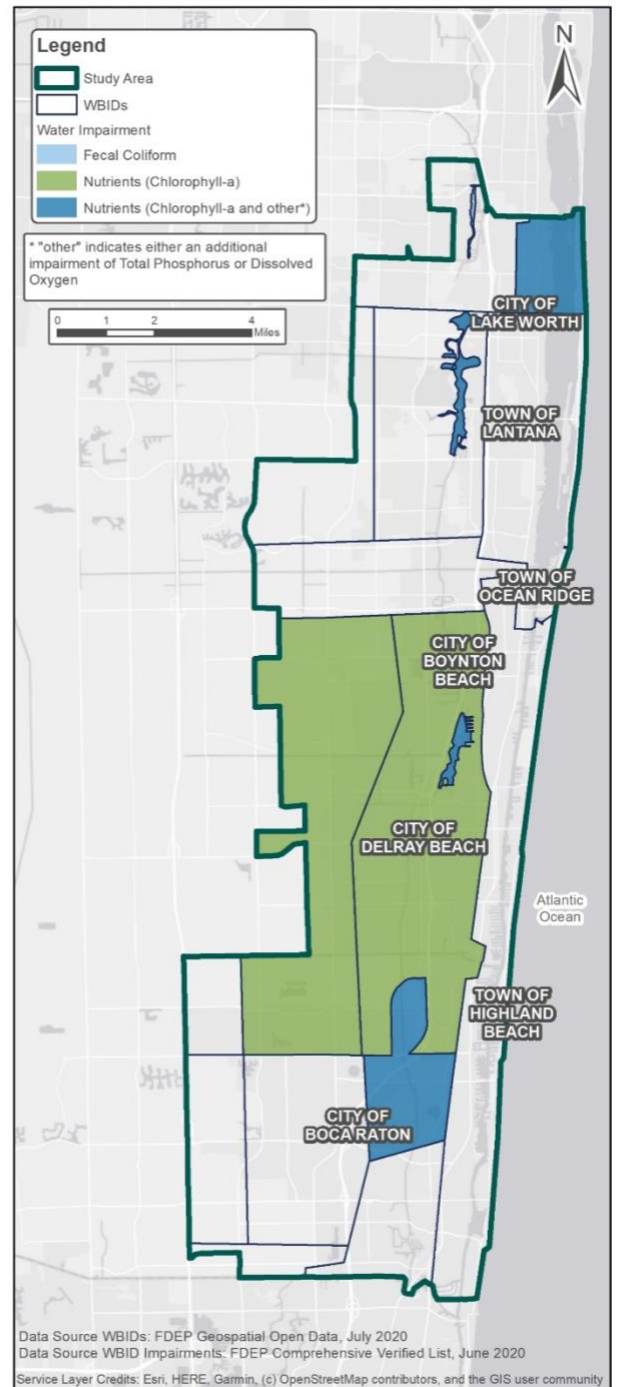 Legend
Study Area
WBIDs
Water Impairment
Fecal Coliform
Nutrients (Chlorophyll-a)
Nutrients (Chlorophyll-a and other*)
* "other" indicates either an additional
impairment of Total Phosphorus or Dissolved
Oxygen
0 1 2 4
Miles
N
CITY OF
LAKE WORTH
TOWN OF
LANTANA
TOWN OF
OCEAN RIDGE
CITY OF
BOYNTON
BEACH
CITY OF
DELRAY BEACH
Atlantic
Ocean
TOWN OF
HIGHLAND
BEACH
CITY OF
BOCA RATON
Data Source WBIDs: FDEP Geospatial Open Data, July 2020
Data Source WBID Impairments: FDEP Comprehensive Verified List, June 2020
Service Layer Credits: Esri, HERE, Garmin, (c) OpenStreetMap contributors, and the GIS user community